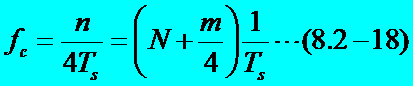 f_c = n/4T_s = (N + m/4) 1/T_s ⋯(8.2−18)